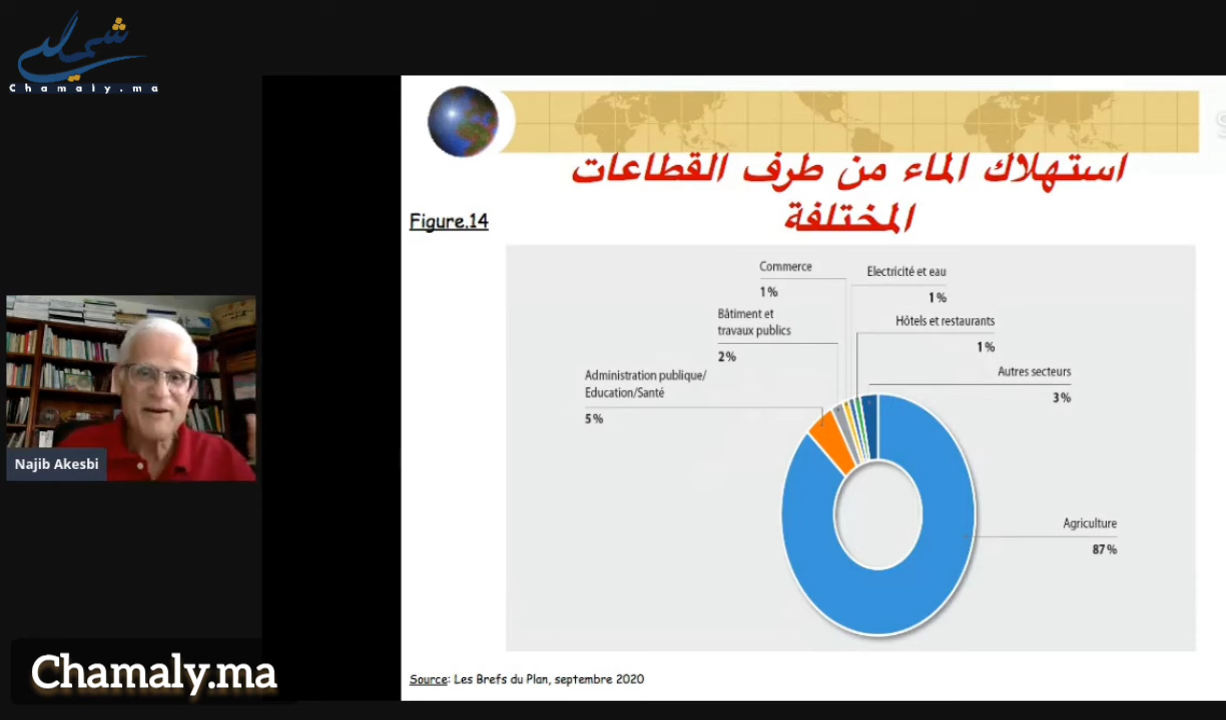 شمالي
Chamaly.ma
استهلاك الماء من طرف القطاعات
المختلفة
Figure.14
Commerce
1%
Electricité et eau
1%
Bâtiment et
travaux publics
2%
Hôtels et restaurants
1%
Administration publique/
Education/Santé
5%
Autres secteurs
3%
Agriculture
87%
Najib Akesbi
Chamaly.ma
Source: Les Brefs du Plan, septembre 2020